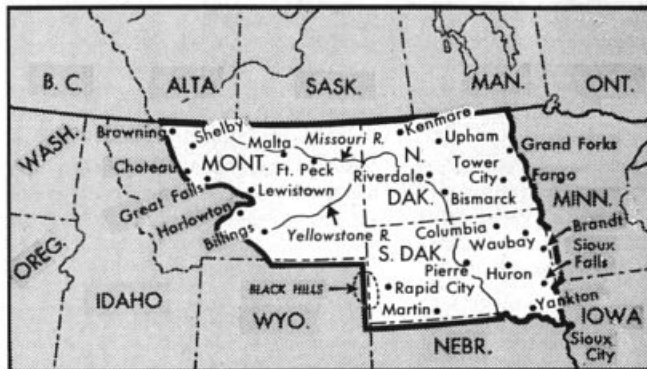 B. C.
ALTA.
SASK.
MAN.
ONT.
WASH.
Browning
Shelby
Malta
Missouri R.
Kenmare
Upham
Grand Forks
Choteau
MONT.
Ft. Peck
N.
DAK.
Riverdale
Tower
City
Fargo
Great Falls
Lewistown
Bismarck
MINN.
Harlowton
Billings
Yellowstone R.
Columbia
Waubay
Brandt
OREG.
S. DAK.
Pierre
Huron
Sioux
Falls
IDAHO
BLACK HILLS
Rapid City
WYO.
Martin
Yankton
IOWA
NEBR.
Sioux
City